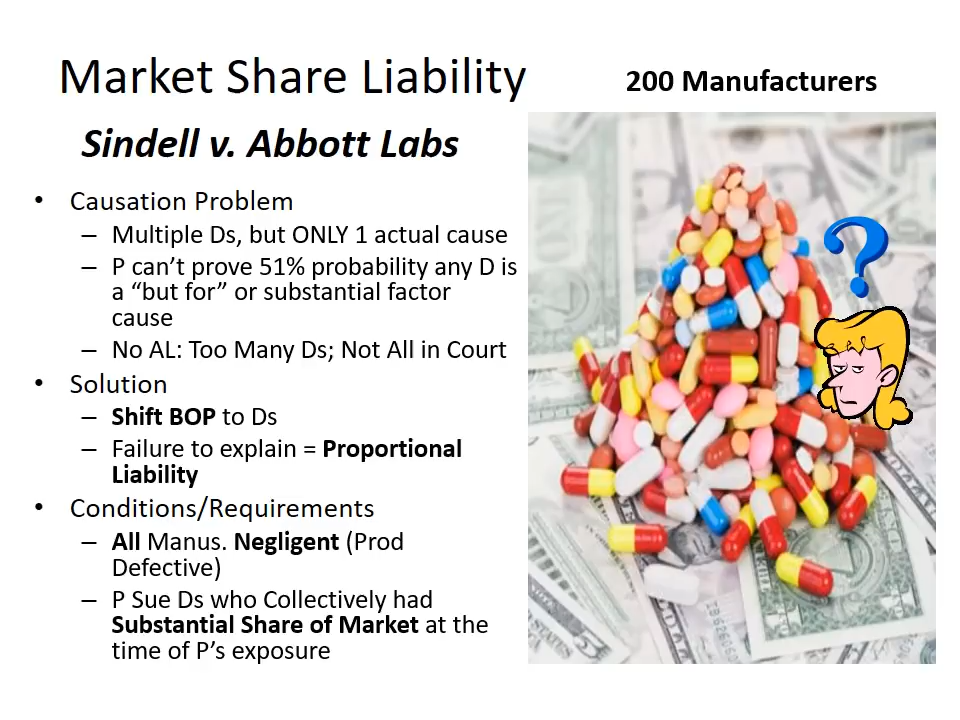 Market Share Liability
200 Manufacturers
Sindell v. Abbott Labs
• Causation Problem
– Multiple Ds, but ONLY 1 actual cause
– P can’t prove 51% probability any D is
a “but for” or substantial factor
cause
– No AL: Too Many Ds; Not All in Court
• Solution
– Shift BOP to Ds
– Failure to explain = Proportional
Liability
• Conditions/Requirements
– All Manus. Negligent (Prod
Defective)
– P Sue Ds who Collectively had
Substantial Share of Market at the
time of P’s exposure
?